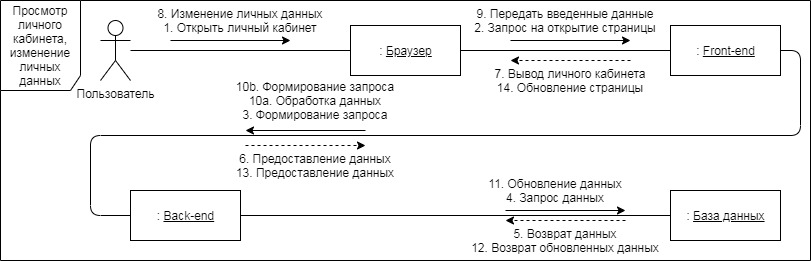 Просмотр
личного
кабинета,
изменение
личных
данных
Пользователь
8. Изменение личных данных
1. Открыть личный кабинет
: Браузер
9. Передать введенные данные
2. Запрос на открытие страницы
7. Вывод личного кабинета
14. Обновление страницы
: Front-end
10b. Формирование запроса
10a. Обработка данных
3. Формирование запроса
6. Предоставление данных
13. Предоставление данных
: Back-end
11. Обновление данных
4. Запрос данных
5. Возврат данных
12. Возврат обновленных данных
: База данных